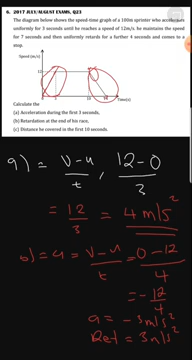 6. 2017 JULY/AUGUST EXAMS, Q23
The diagram below shows the speed-time graph of a 100m sprinter who accelerates
uniformly for 3 seconds until he reaches a speed of 12m/s. he maintains the speed
for 7 seconds and then uniformly retards for a further 4 seconds and comes to a
stop.
Speed (m/s)
12
3 10 14 Time(s)
Calculate the
(a) Acceleration during the first 3 seconds,
(b) Retardation at the end of his race,
(c) Distance he covered in the first 10 seconds.
a) = v-u/t, 12-0/3
= 12/3 = 4 m/s²
b) = a = v-u/t = 0-12/4
= -12/4
a = -3m/s²
Ret = 3m/s²